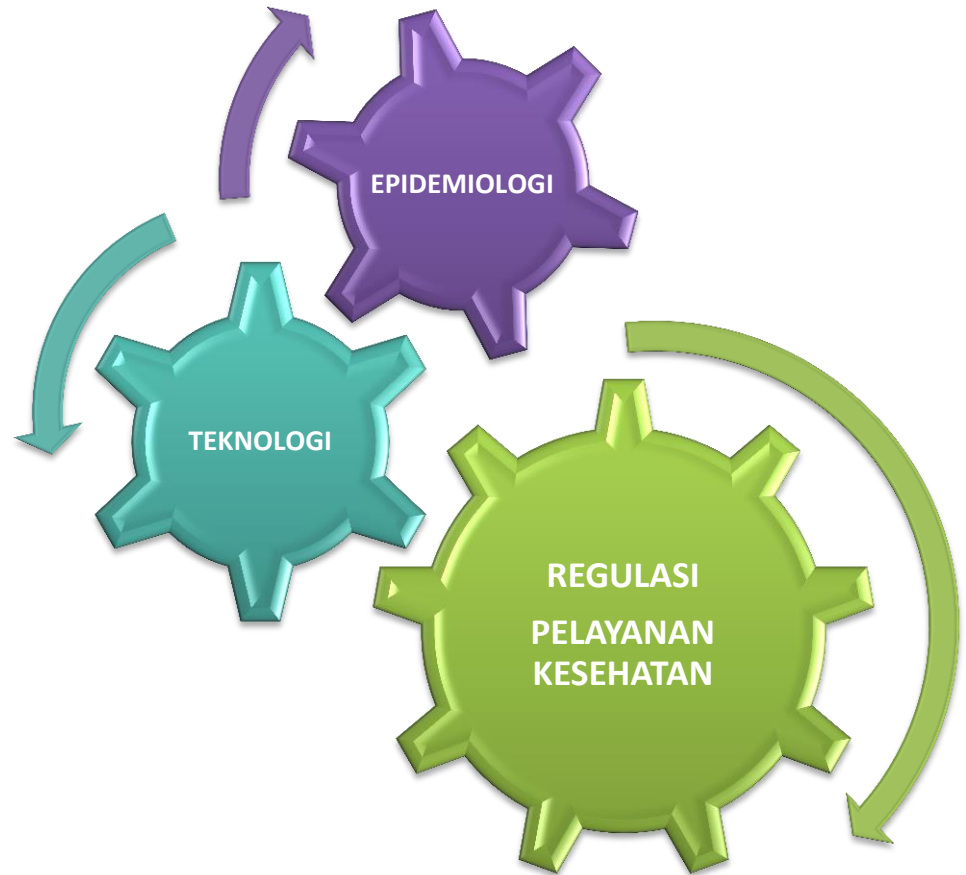 EPIDEMIOLOGI
TEKNOLOGI
REGULASI
PELAYANAN
KESEHATAN